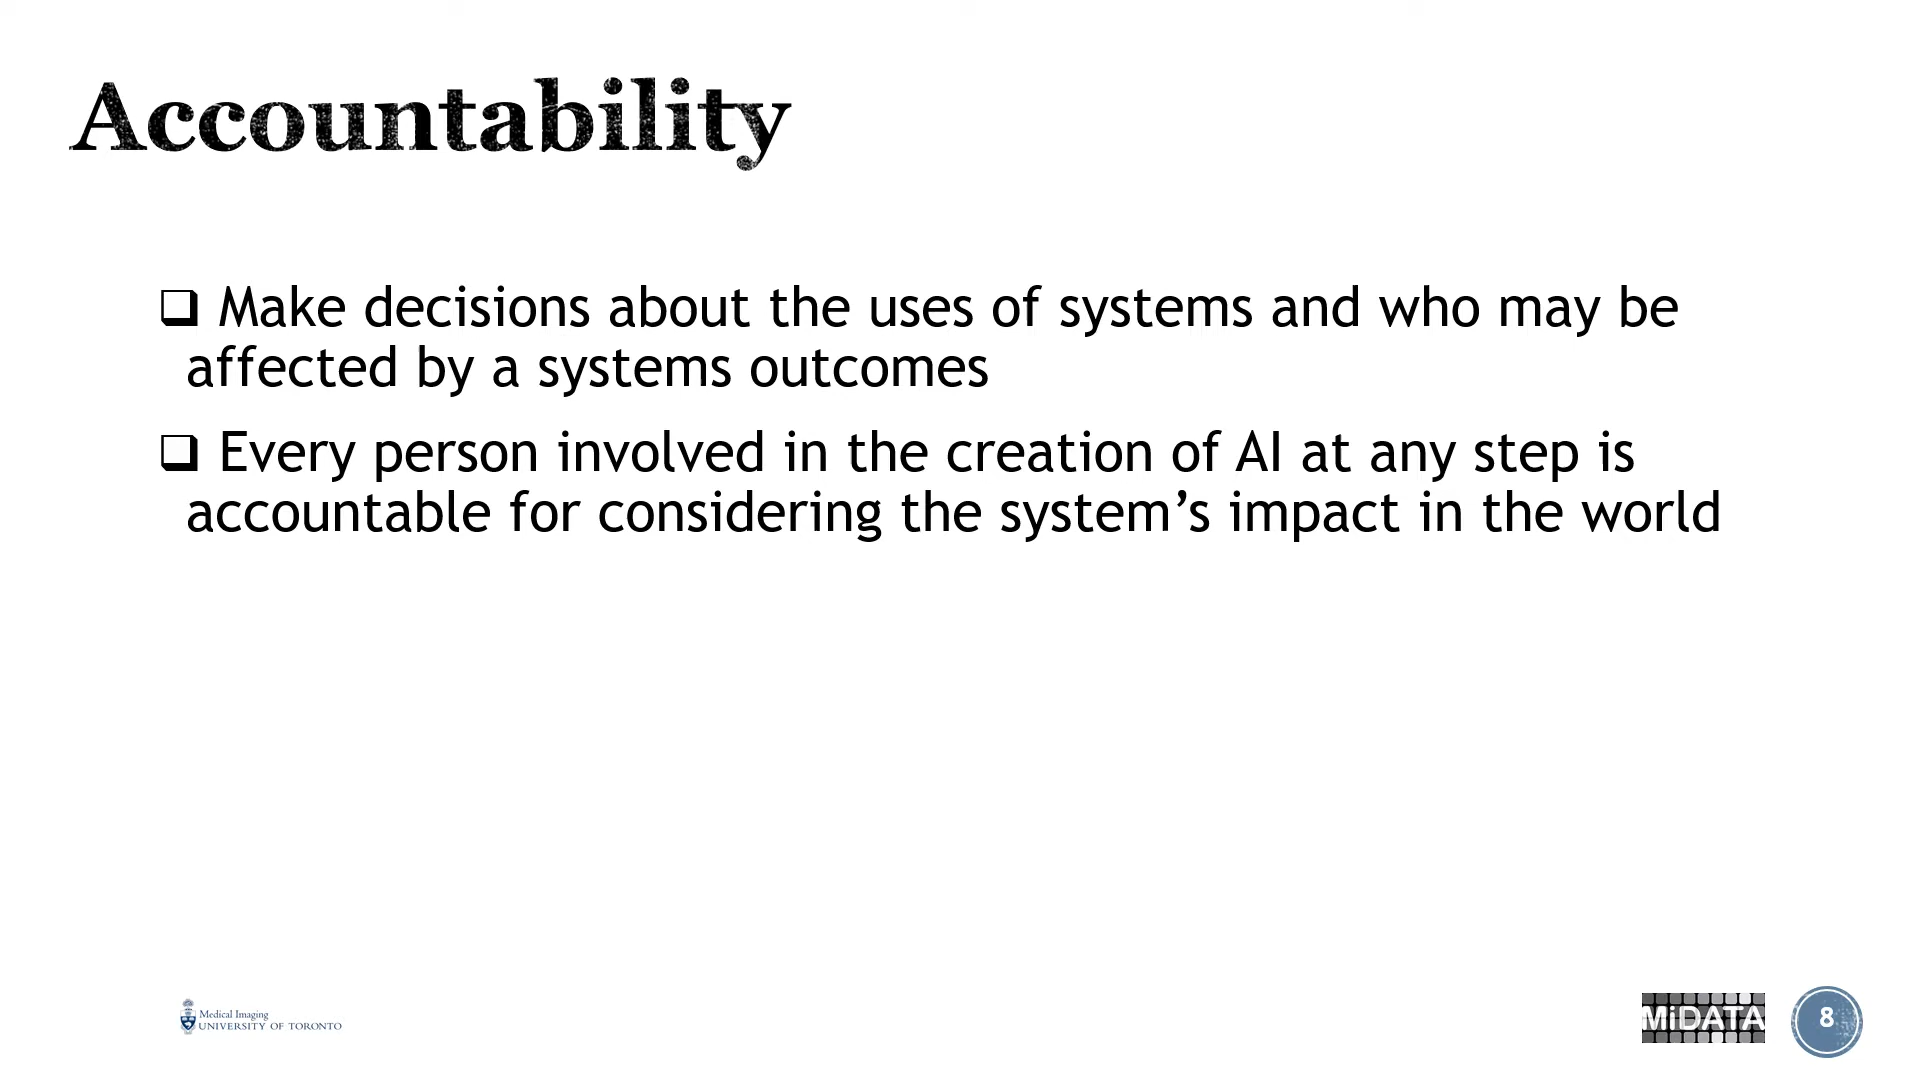 Accountability
❑ Make decisions about the uses of systems and who may be
affected by a systems outcomes
❑ Every person involved in the creation of AI at any step is
accountable for considering the system’s impact in the world
Medical Imaging
UNIVERSITY OF TORONTO
MiDATA
8